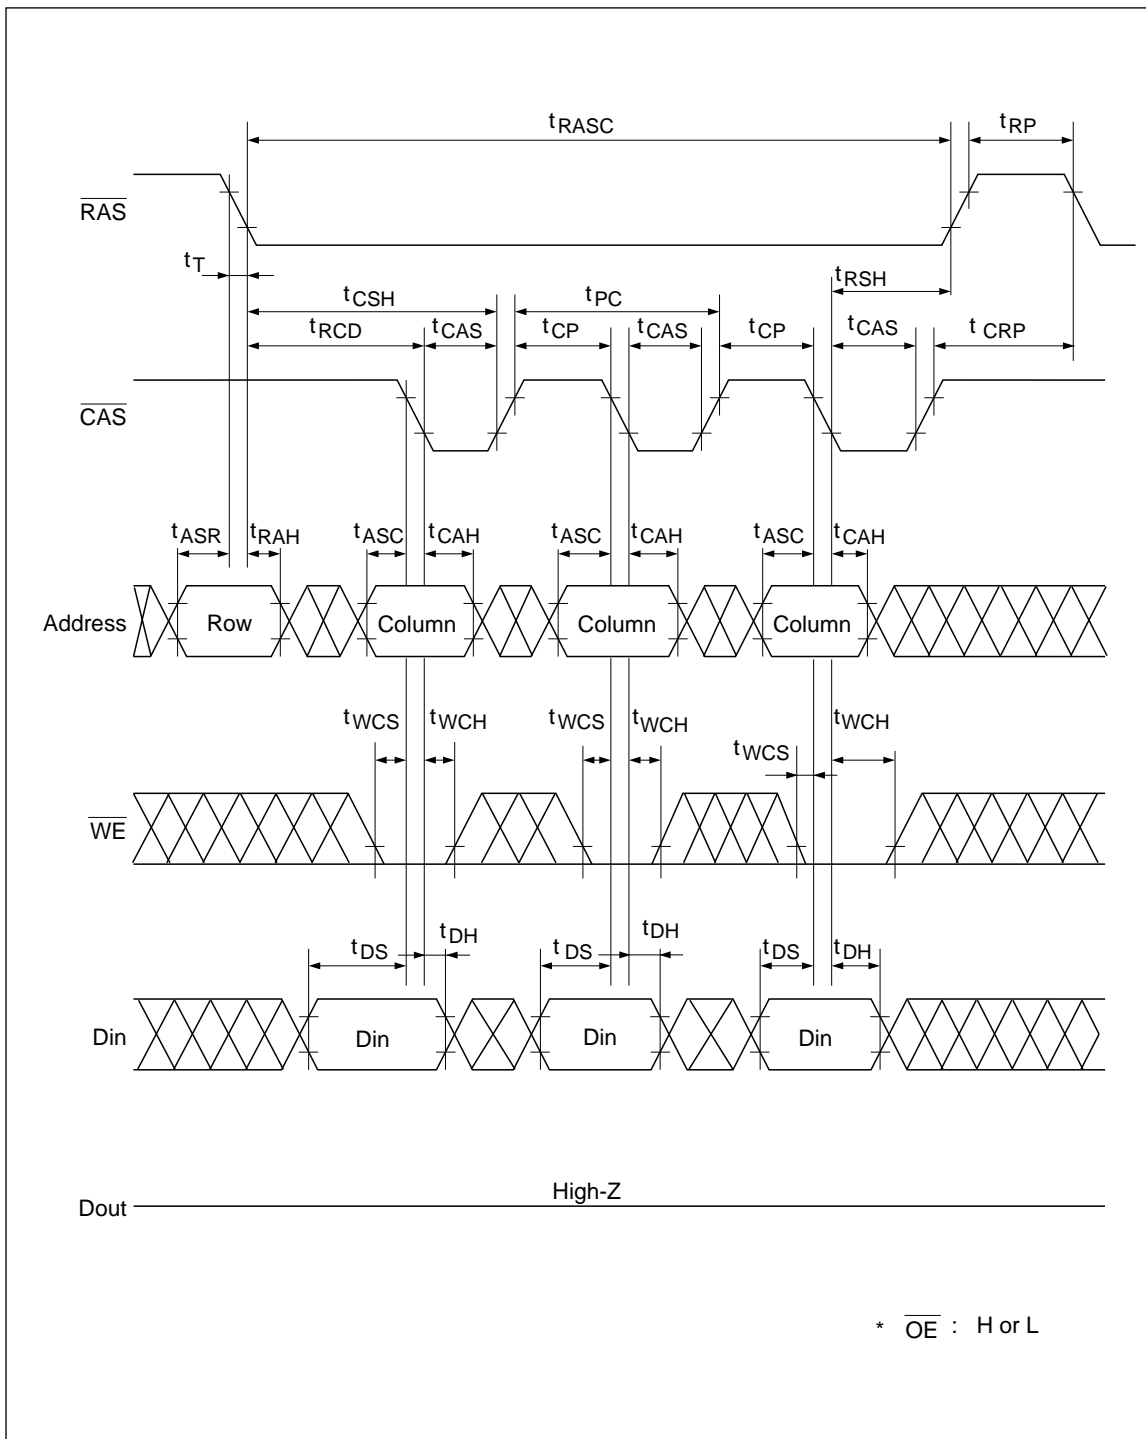 tRASC tRP
RAS
tT tRSH
tCSH tPC
tRCD tCAS tCP tCAS tCP tCAS tCRP
CAS
tASR tRAH tASC tCAH tASC tCAH tASC tCAH
Address Row Column Column Column
tWCS tWCH tWCS tWCH tWCS tWCH
WE
tDS tDH tDS tDH tDS tDH
Din Din Din Din
High-Z
Dout
* OE : H or L